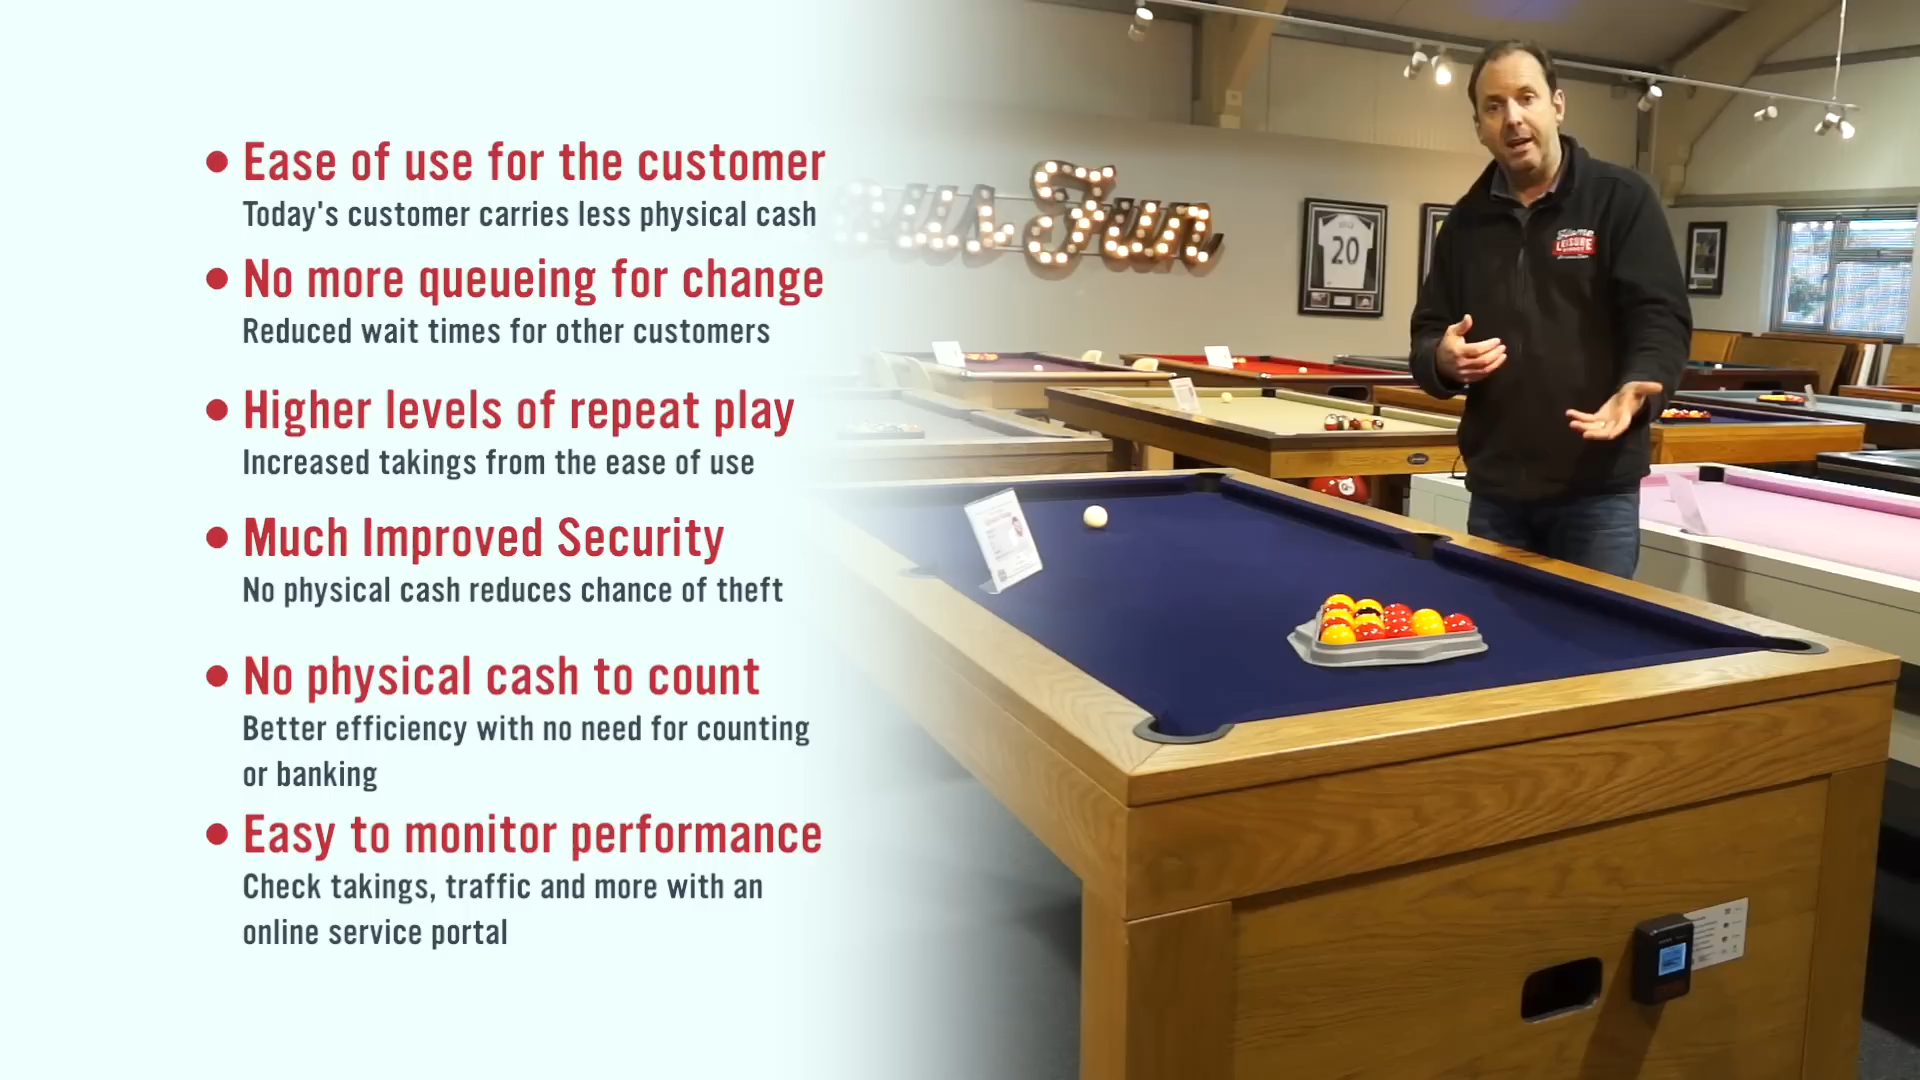 • Ease of use for the customer
Today's customer carries less physical cash
• No more queueing for change
Reduced wait times for other customers
• Higher levels of repeat play
Increased takings from the ease of use
• Much Improved Security
No physical cash reduces chance of theft
• No physical cash to count
Better efficiency with no need for counting
or banking
• Easy to monitor performance
Check takings, traffic and more with an
online service portal
Fun
20
Home
LEISURE